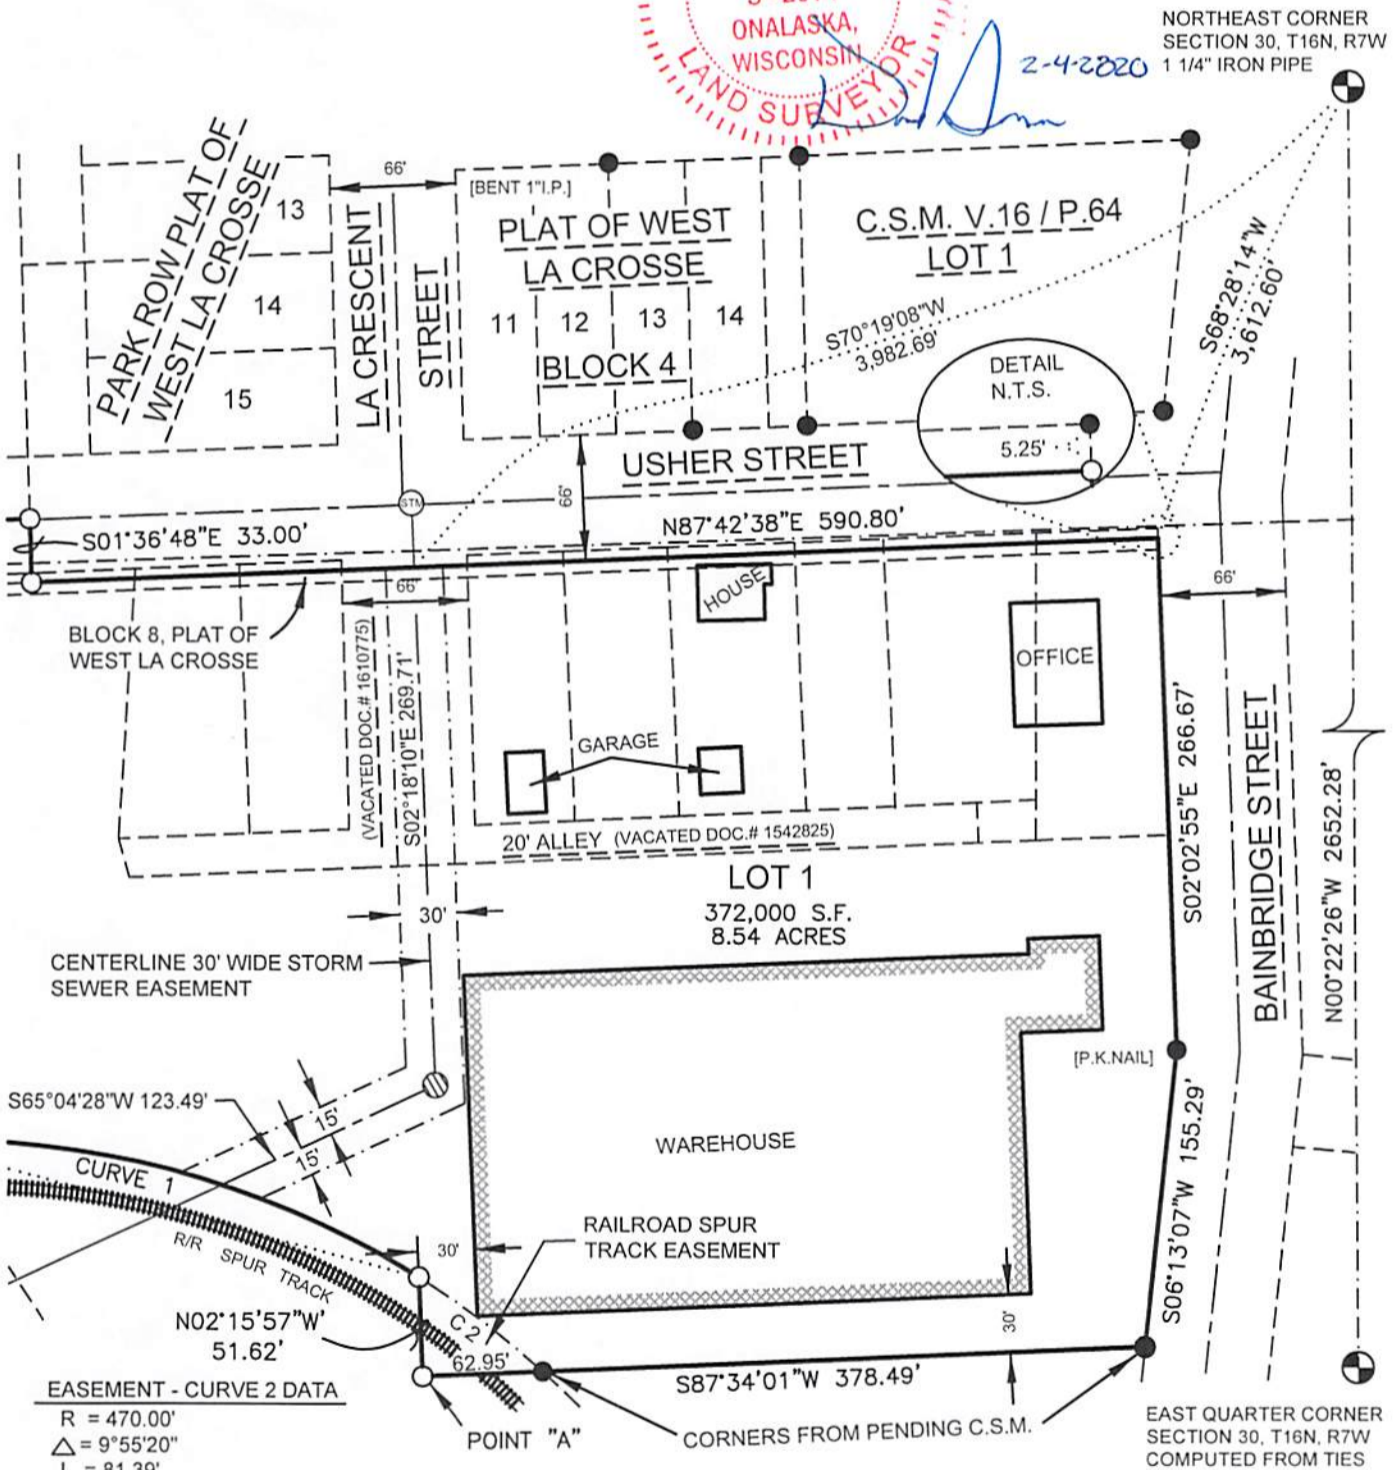 ONALASKA,
WISCONSIN
LAND SURVEYOR
2-4-2020
NORTHEAST CORNER
SECTION 30, T16N, R7W
1 1/4" IRON PIPE
PARK ROW PLAT OF
WEST LA CROSSE
13
14
15
66'
LA CRESCENT
STREET
[BENT 1"I.P.]
PLAT OF WEST
LA CROSSE
11
12
13
14
BLOCK 4
C.S.M. V.16 / P.64
LOT 1
S70°19'08"W
3,982.69'
S68°28'14"W
3,612.60'
DETAIL
N.T.S.
5.25'
USHER STREET
66'
STM
S01°36'48"E 33.00'
N87°42'38"E 590.80'
66'
66'
BLOCK 8, PLAT OF
WEST LA CROSSE
(VACATED DOC.# 1610775)
S02°18'10"E 269.71'
HOUSE
OFFICE
GARAGE
20' ALLEY (VACATED DOC.# 1542825)
LOT 1
372,000 S.F.
8.54 ACRES
S02°02'55"E 266.67'
BAINBRIDGE STREET
N00°22'26"W 2652.28'
30'
CENTERLINE 30' WIDE STORM
SEWER EASEMENT
[P.K.NAIL]
S65°04'28"W 123.49'
15'
15'
WAREHOUSE
CURVE 1
R/R SPUR TRACK
30'
RAILROAD SPUR
TRACK EASEMENT
S06°13'07"W 155.29'
30'
N02°15'57"W
51.62'
C 2
62.95'
S87°34'01"W 378.49'
EASEMENT - CURVE 2 DATA
R = 470.00'
△ = 9°55'20"
L = 81.39'
POINT "A"
CORNERS FROM PENDING C.S.M.
EAST QUARTER CORNER
SECTION 30, T16N, R7W
COMPUTED FROM TIES